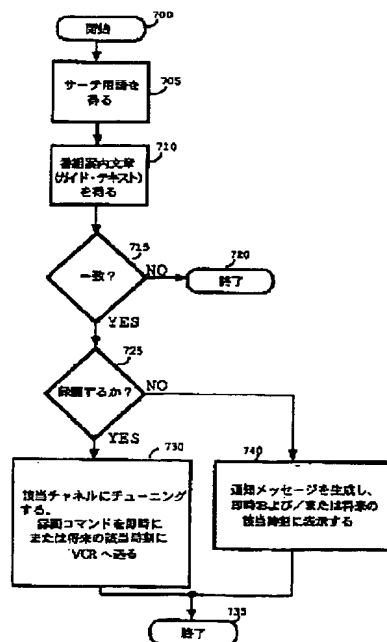 700
開始
サーチ用語を
得る
705
710
番組案内文章
(ガイド・テキスト)
を得る
715
一致?
NO
720
終了
YES
725
録画するか?
NO
YES
730
該当チャネルにチューニング
する。
録画コマンドを即時に
または将来の該当時刻に
VCRへ送る
740
通知メッセージを生成し、
即時および/または将来の
該当時刻に表示する
735
終了